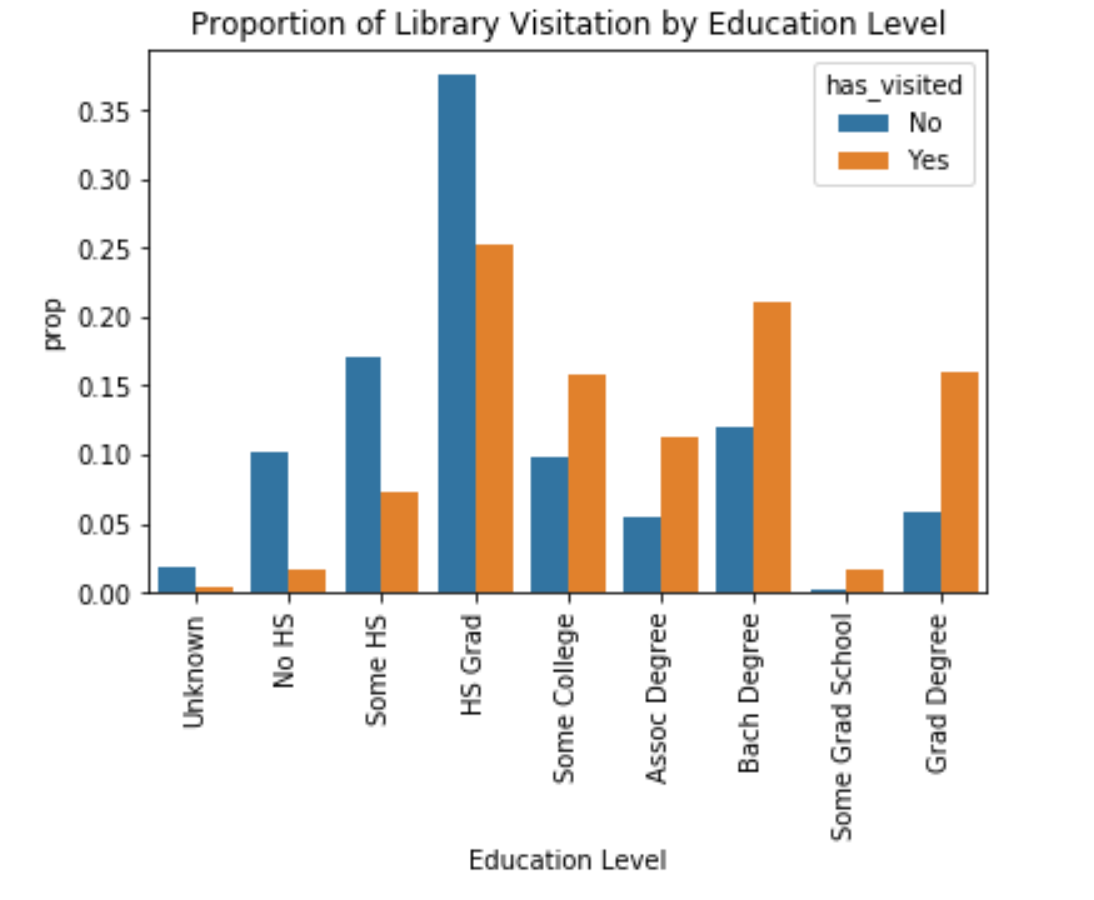 Proportion of Library Visitation by Education Level
has_visited
No
Yes
prop
0.35
0.30
0.25
0.20
0.15
0.10
0.05
0.00
Unknown
No HS
Some HS
HS Grad
Some College
Assoc Degree
Bach Degree
Some Grad School
Grad Degree
Education Level